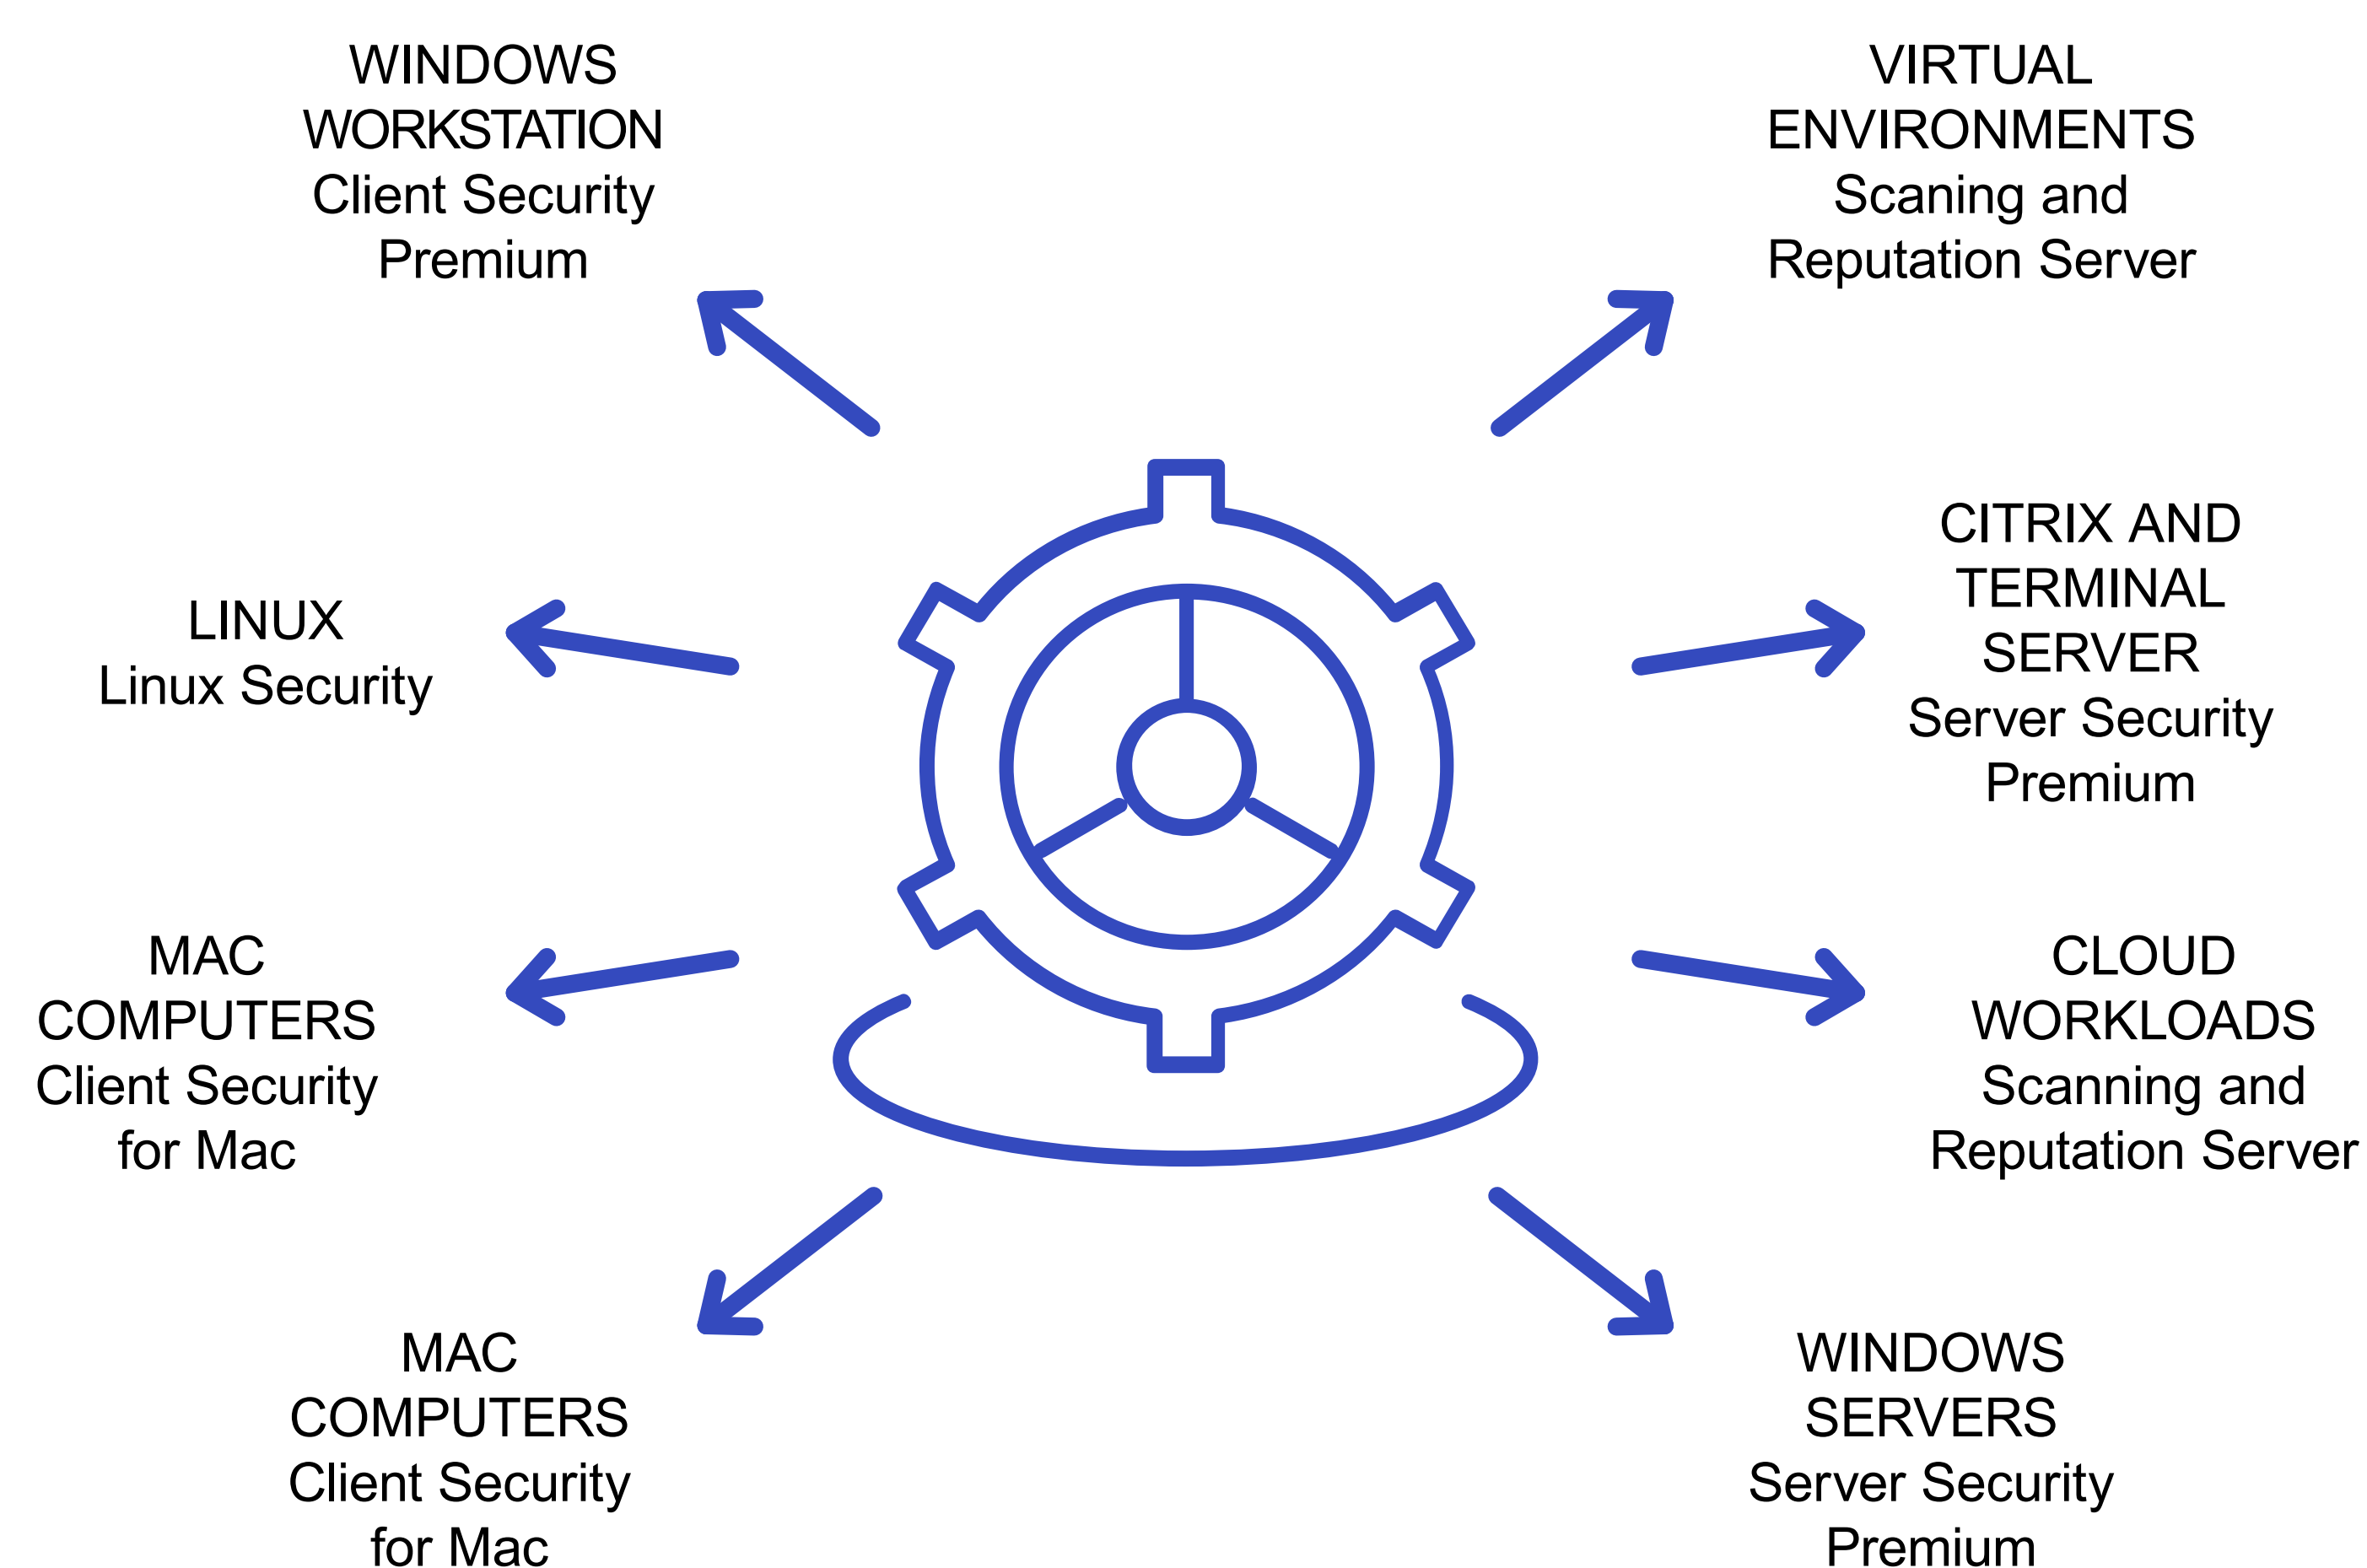 WINDOWS
WORKSTATION
Client Security
Premium
VIRTUAL
ENVIRONMENTS
Scaning and
Reputation Server
LINUX
Linux Security
CITRIX AND
TERMINAL
SERVER
Server Security
Premium
MAC
COMPUTERS
Client Security
for Mac
CLOUD
WORKLOADS
Scanning and
Reputation Server
MAC
COMPUTERS
Client Security
for Mac
WINDOWS
SERVERS
Server Security
Premium